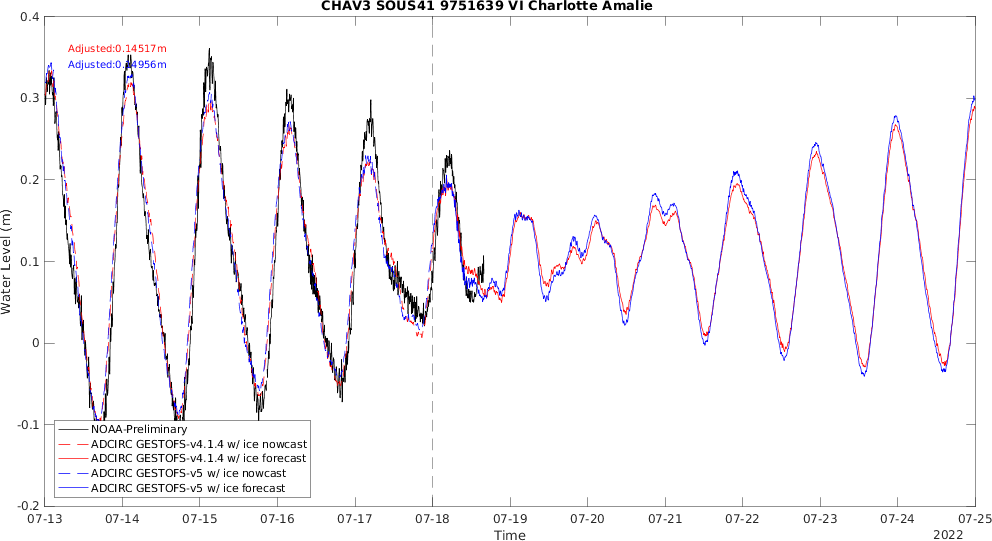 CHAV3 SOUS41 9751639 VI Charlotte Amalie
0.4
Adjusted:0.14517m
Adjusted:0.14956m
0.3
0.2
0.1
0
-0.1
-0.2
Water Level (m)
NOAA-Preliminary
ADCIRC GESTOFS-v4.1.4 w/ ice nowcast
ADCIRC GESTOFS-v4.1.4 w/ ice forecast
ADCIRC GESTOFS-v5 w/ ice nowcast
ADCIRC GESTOFS-v5 w/ ice forecast
07-13 07-14 07-15 07-16 07-17 07-18 07-19 07-20 07-21 07-22 07-23 07-24 07-25
Time
2022